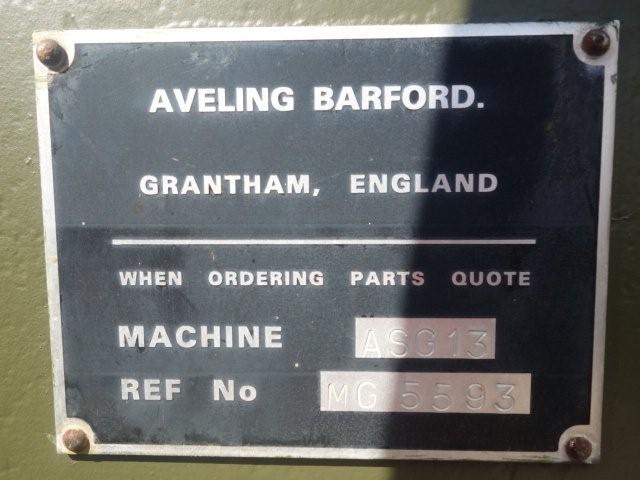 AVELING BARFORD.
GRANTHAM, ENGLAND
WHEN ORDERING PARTS QUOTE
MACHINE ASG13
REF No MG 5593